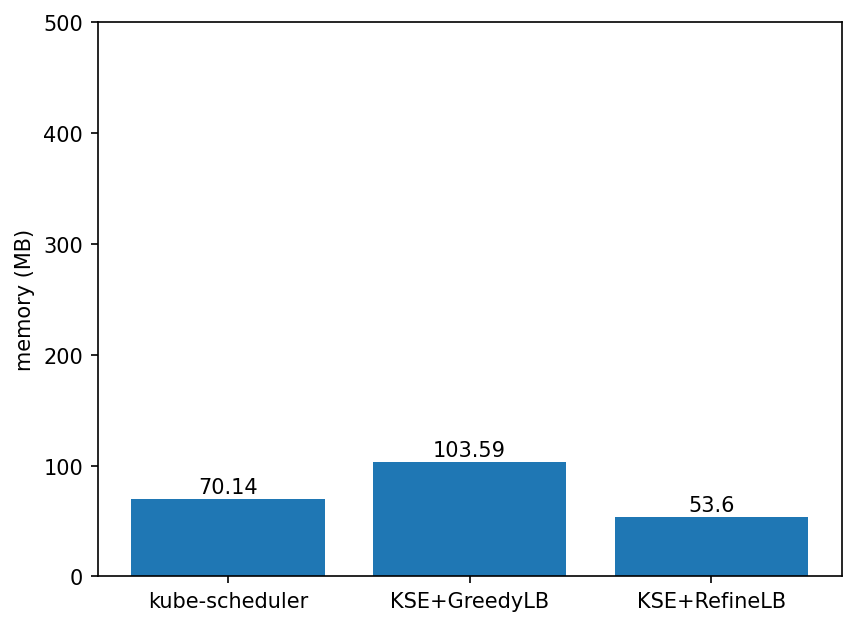 500
400
300
200
100
0
memory (MB)
70.14
103.59
53.6
kube-scheduler
KSE+GreedyLB
KSE+RefineLB